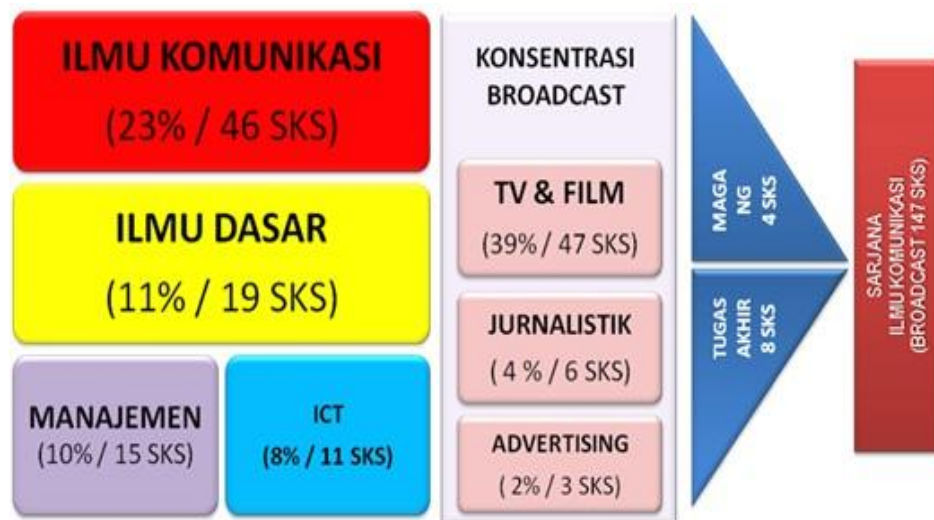 ILMU KOMUNIKASI
(23% / 46 SKS)
ILMU DASAR
(11% / 19 SKS)
MANAJEMEN
(10% / 15 SKS)
ICT
(8% / 11 SKS)
KONSENTRASI
BROADCAST
TV & FILM
(39% / 47 SKS)
JURNALISTIK
( 4 % / 6 SKS)
ADVERTISING
( 2% / 3 SKS)
MAGA
NG
4 SKS
TUGAS
AKHIR
8 SKS
SARJANA
ILMU KOMUNIKASI
(BROADCAST 147 SKS)